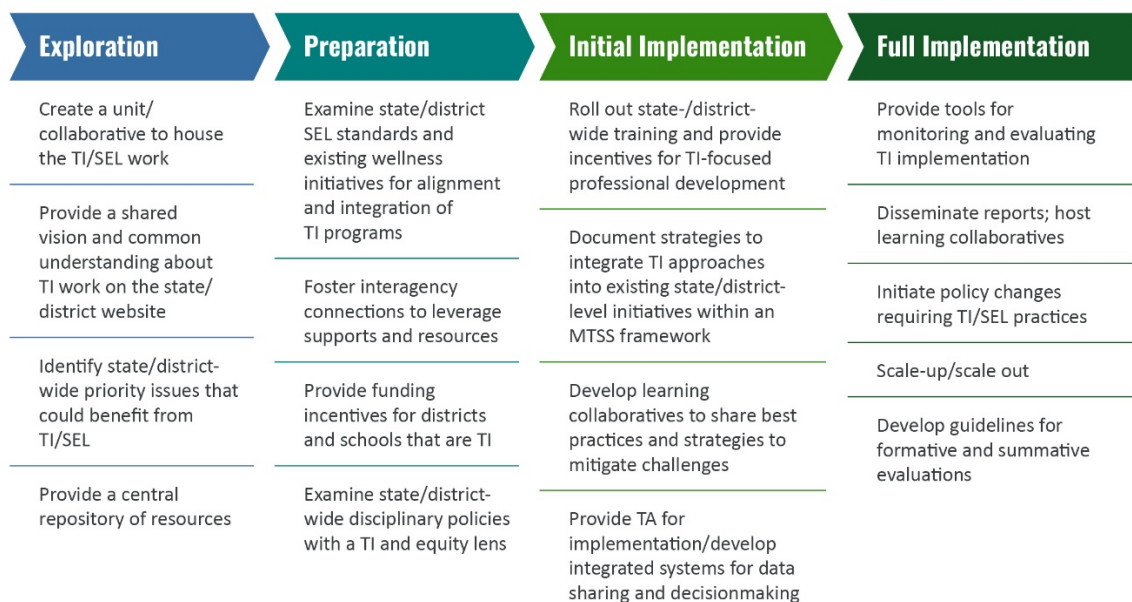 Exploration
Create a unit/
collaborative to house
the TI/SEL work
Provide a shared
vision and common
understanding about
TI work on the state/
district website
Identify state/district-
wide priority issues that
could benefit from
TI/SEL
Provide a central
repository of resources
Preparation
Examine state/district
SEL standards and
existing wellness
initiatives for alignment
and integration of
TI programs
Foster interagency
connections to leverage
supports and resources
Provide funding
incentives for districts
and schools that are TI
Examine state/district-
wide disciplinary policies
with a TI and equity lens
Initial Implementation
Roll out state-/district-
wide training and provide
incentives for TI-focused
professional development
Document strategies to
integrate TI approaches
into existing state/district-
level initiatives within an
MTSS framework
Develop learning
collaboratives to share best
practices and strategies to
mitigate challenges
Provide TA for
implementation/develop
integrated systems for data
sharing and decisionmaking
Full Implementation
Provide tools for
monitoring and evaluating
TI implementation
Disseminate reports; host
learning collaboratives
Initiate policy changes
requiring TI/SEL practices
Scale-up/scale out
Develop guidelines for
formative and summative
evaluations